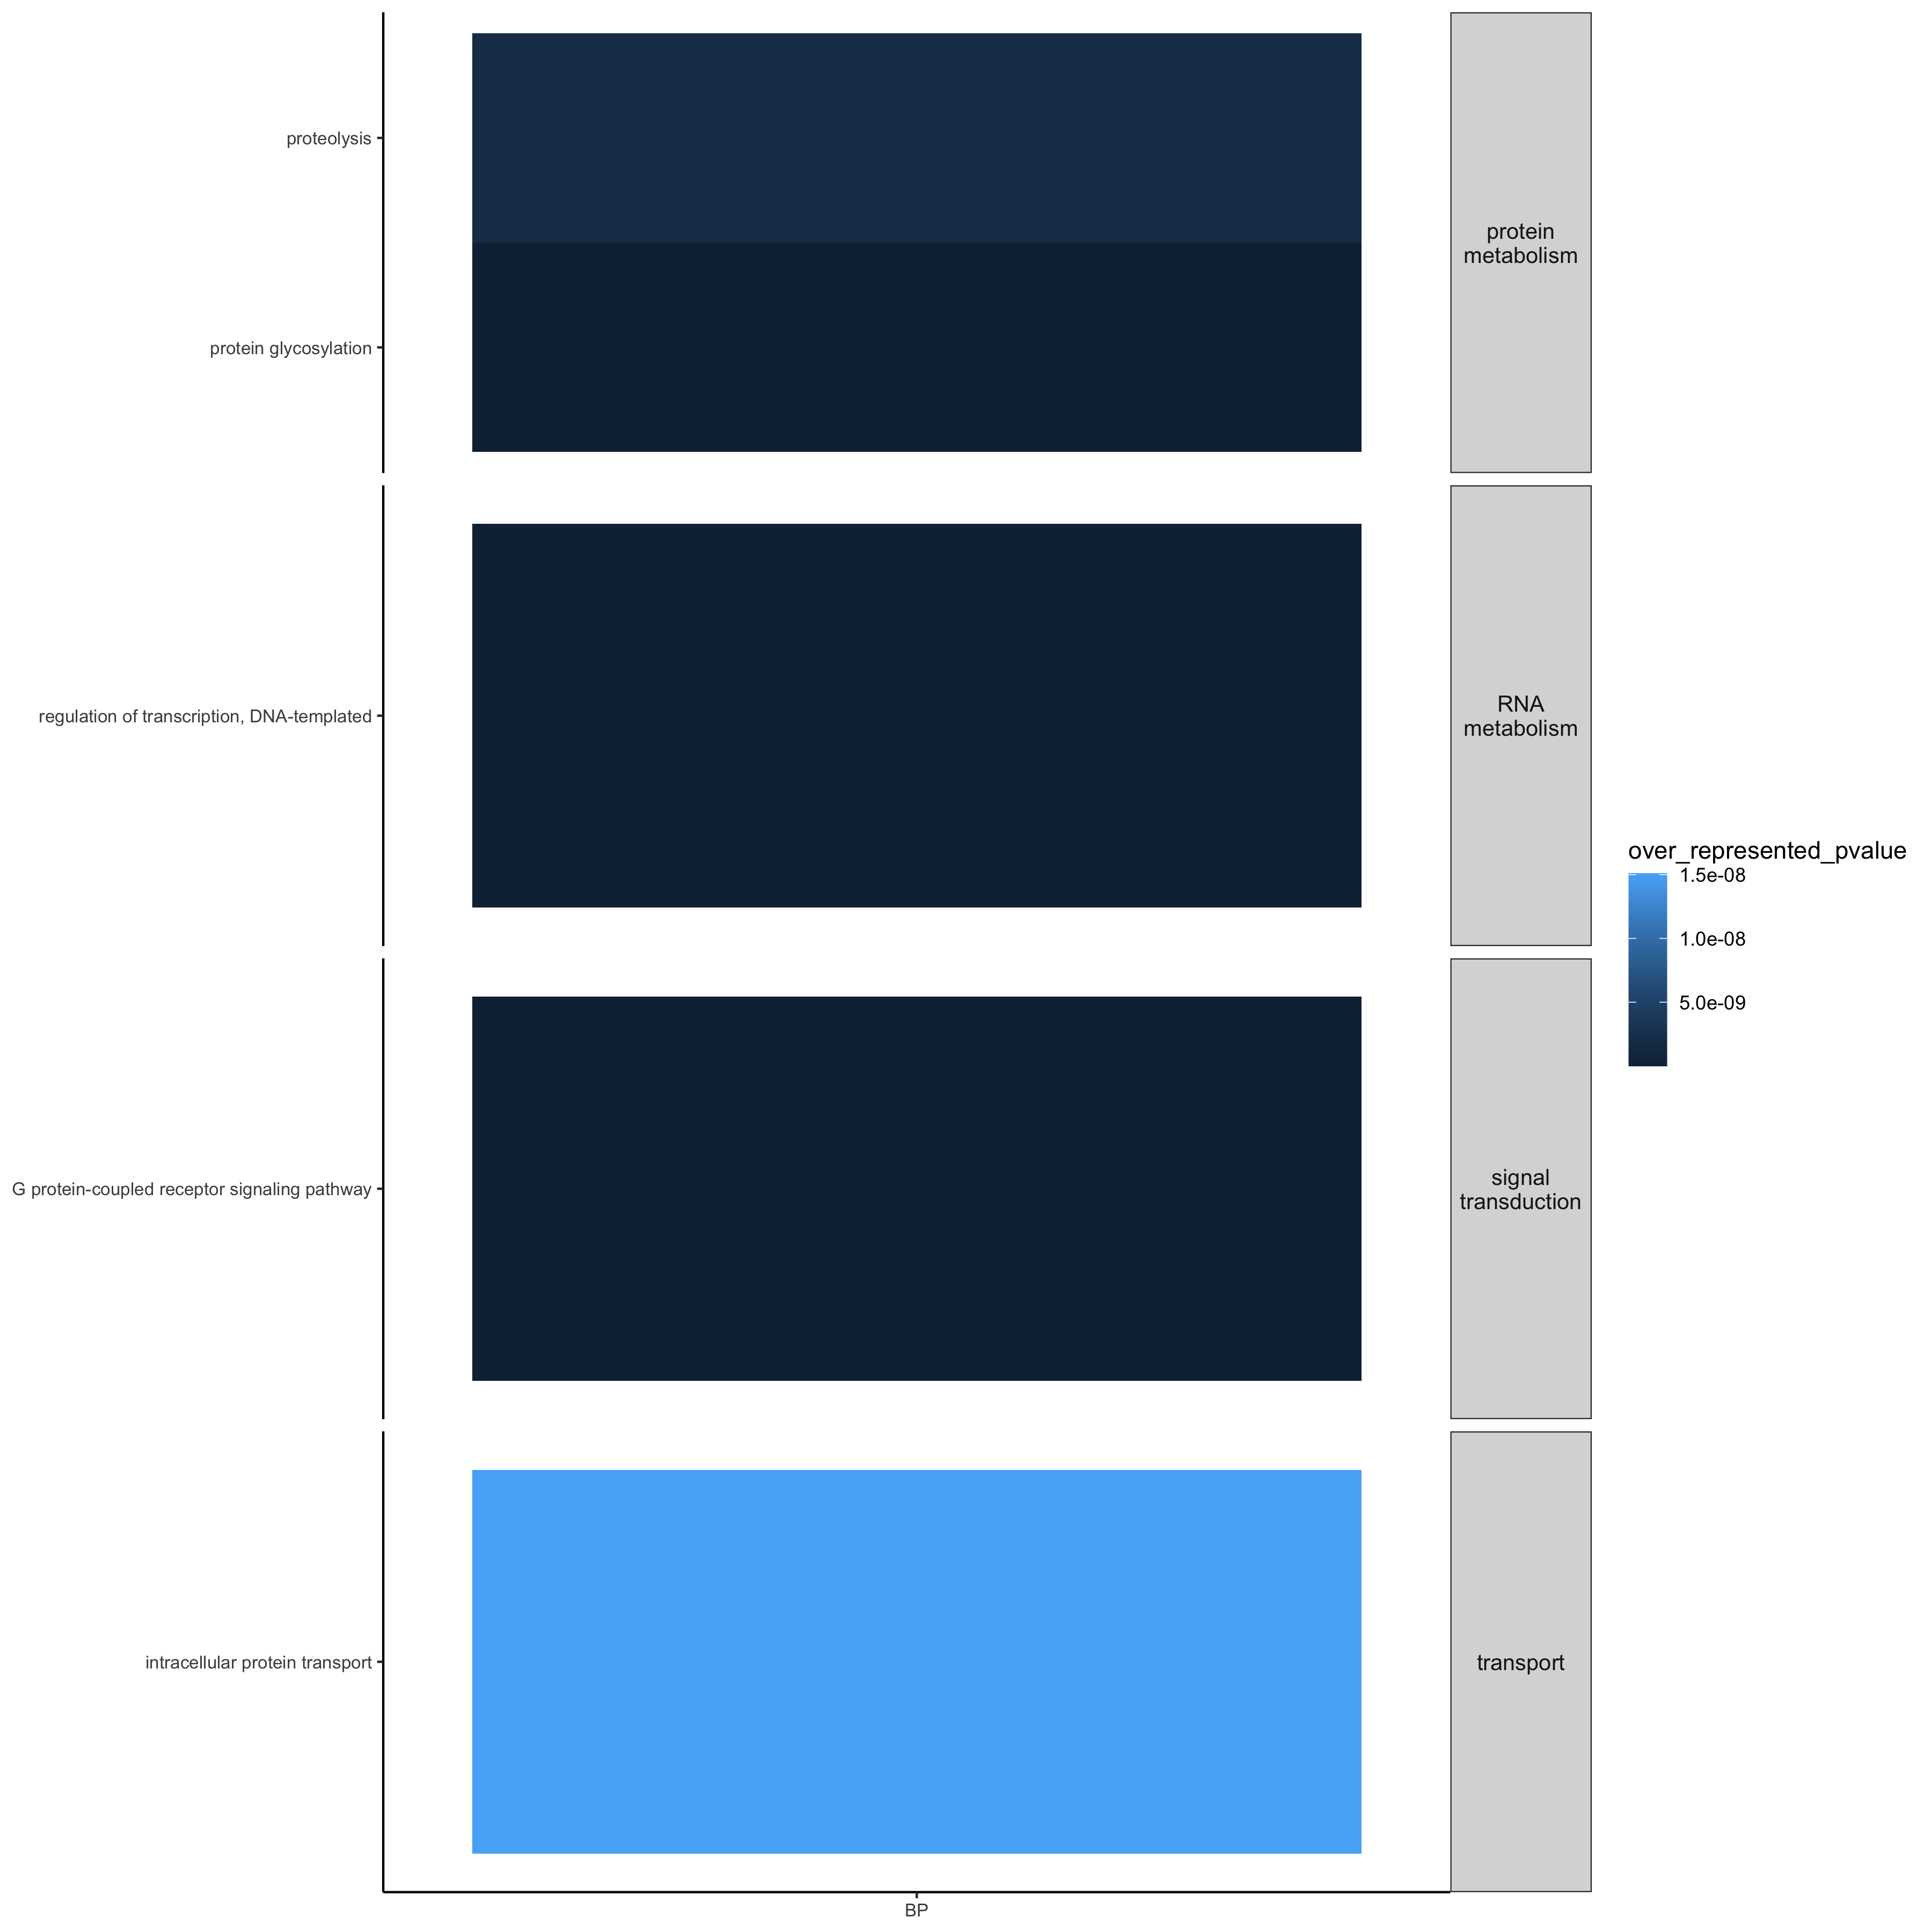 proteolysis
protein glycosylation
protein
metabolism
regulation of transcription, DNA-templated
RNA
metabolism
G protein-coupled receptor signaling pathway
signal
transduction
intracellular protein transport
transport
BP
over_represented_pvalue
1.5e-08
1.0e-08
5.0e-09